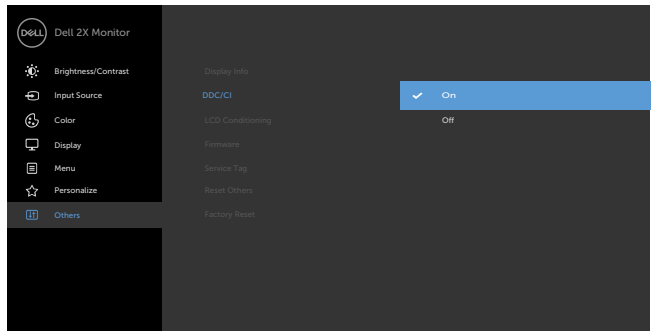 DELL Dell 2X Monitor
Brightness/Contrast
Input Source
Color
Display
Menu
Personalize
Others
Display Info
DDC/CI
LCD Conditioning
Firmware
Service Tag
Reset Others
Factory Reset
On
Off